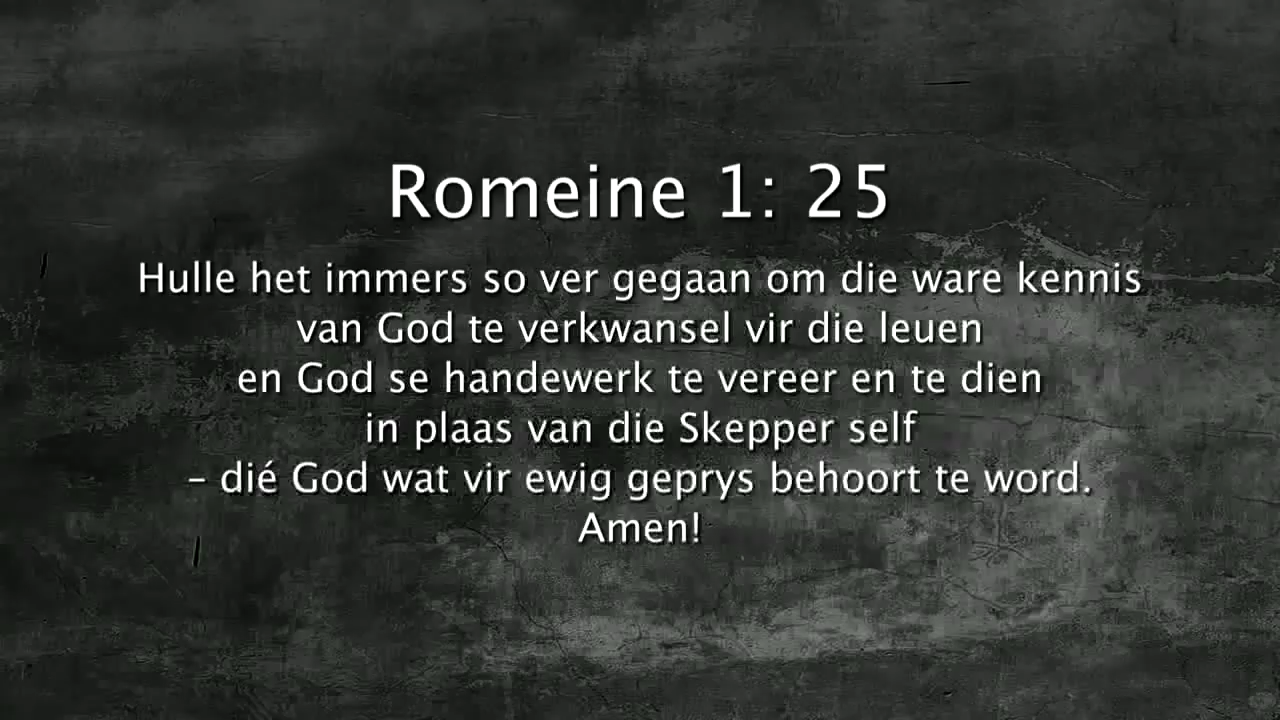 Romeine 1: 25
Hulle het immers so ver gegaan om die ware kennis
van God te verkwansel vir die leuen
en God se handewerk te vereer en te dien
in plaas van die Skepper self
– dié God wat vir ewig geprys behoort te word.
Amen!